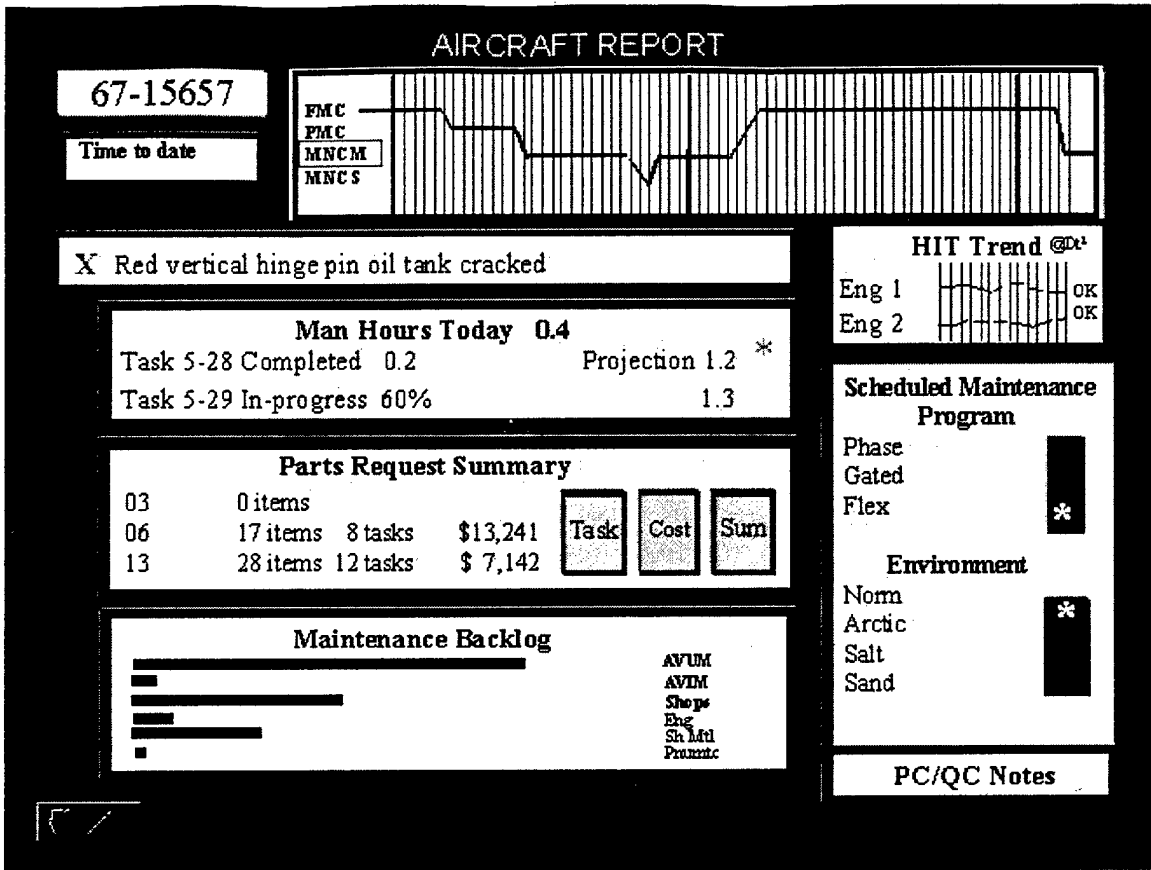 AIRCRAFT REPORT
67-15657
Time to date
FMC
PMC
MNCM
MNCS
X Red vertical hinge pin oil tank cracked
HIT Trend @Dt¹
Eng 1 OK
Eng 2 OK
Man Hours Today 0.4
Task 5-28 Completed 0.2 Projection 1.2 *
Task 5-29 In-progress 60% 1.3
Parts Request Summary
03 0 items
06 17 items 8 tasks $13,241
13 28 items 12 tasks $ 7,142
Task Cost Sum
Maintenance Backlog
AVUM
AVIM
Shops
Eng
Sh Mtl
Scheduled Maintenance
Program
Phase
Gated
Flex *
Environment
Norm *
Arctic
Salt
Sand
PC/QC Notes